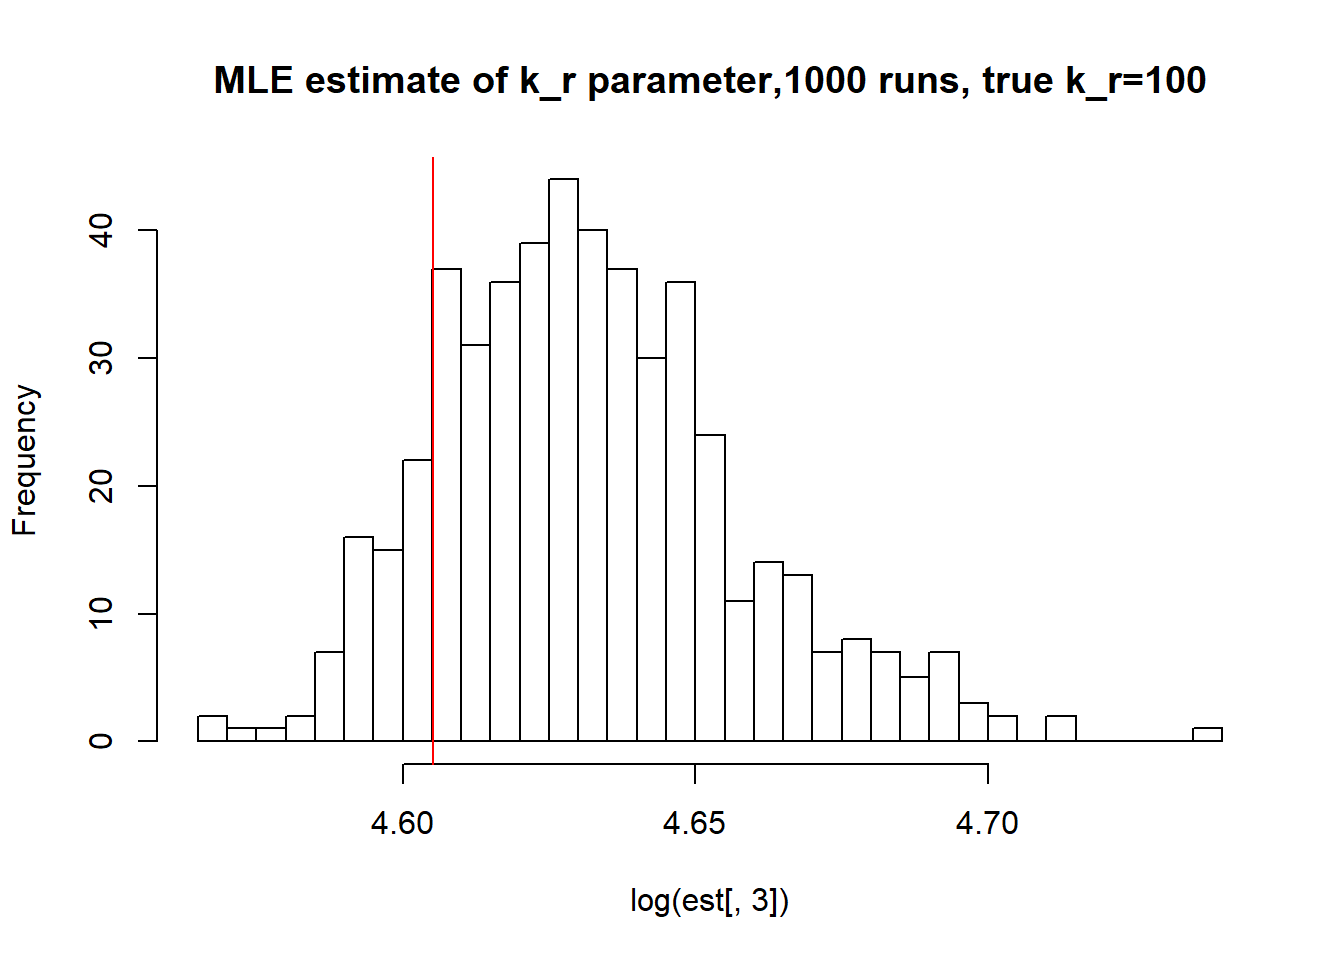 MLE estimate of k_r parameter,1000 runs, true k_r=100
Frequency
40
30
20
10
0
4.60 4.65 4.70
log(est[, 3])